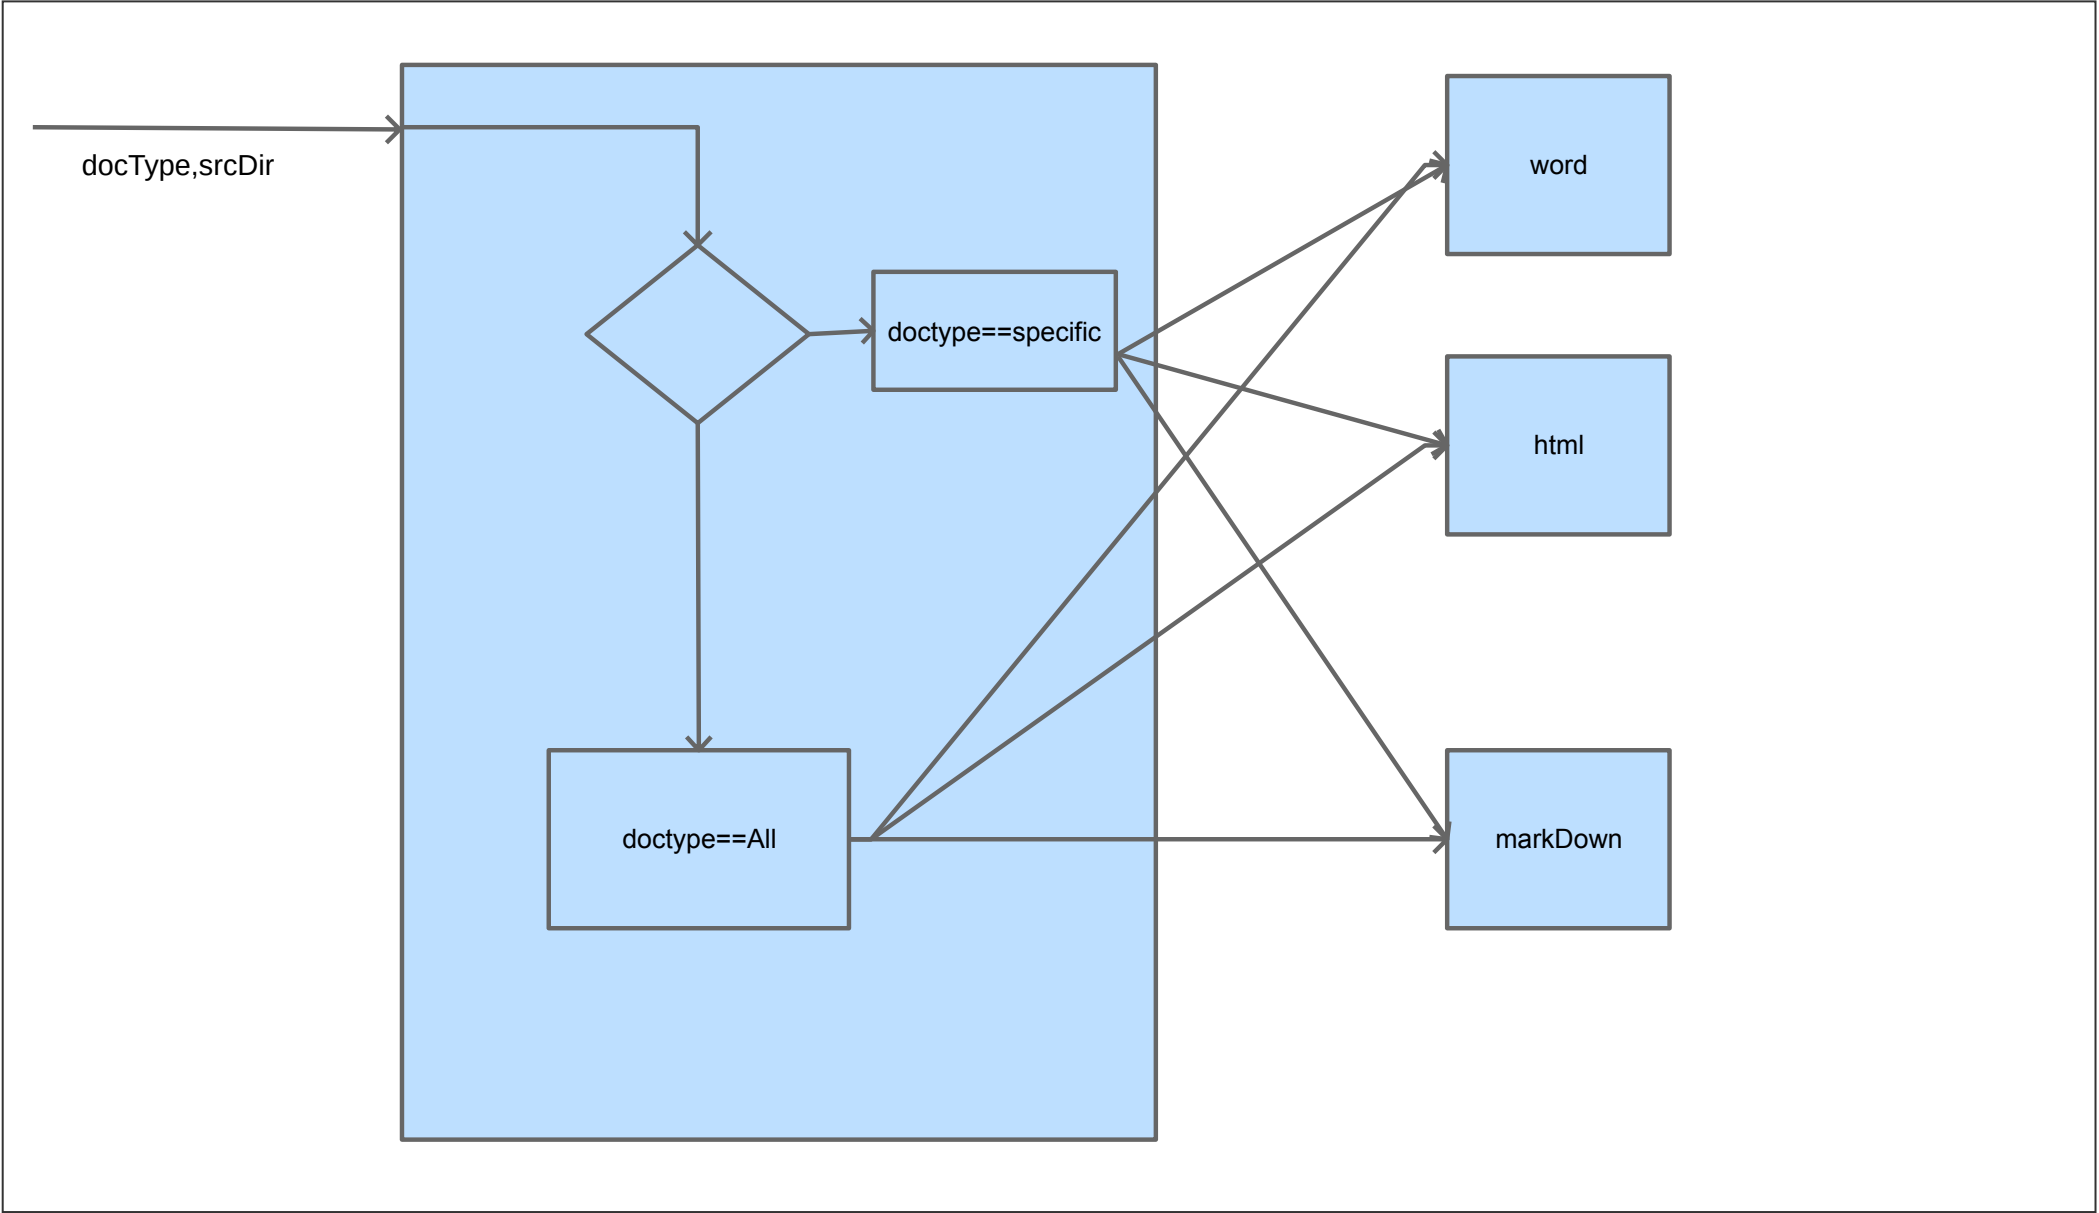 docType,srcDir
word
doctype==specific
html
doctype==All
markDown